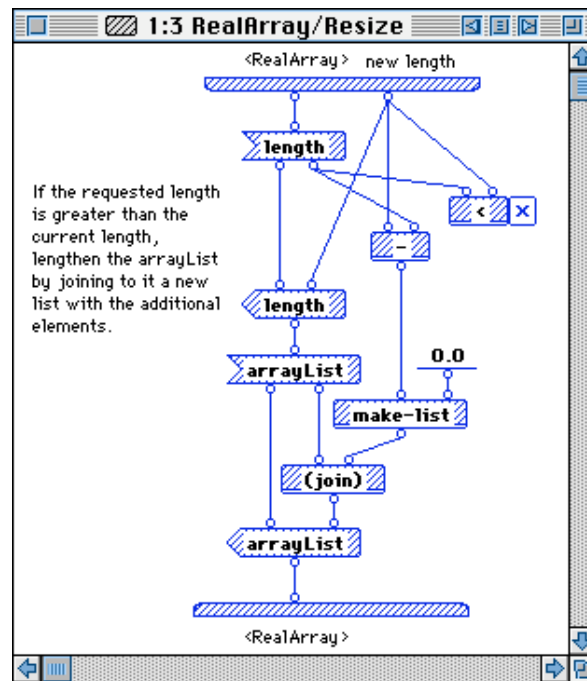 1:3 RealArray/Resize
<RealArray> new length
length
If the requested length
is greater than the
current length,
lengthen the arrayList
by joining to it a new
list with the additional
elements.
<
-
length
arrayList
0.0
make-list
(join)
arrayList
<RealArray>